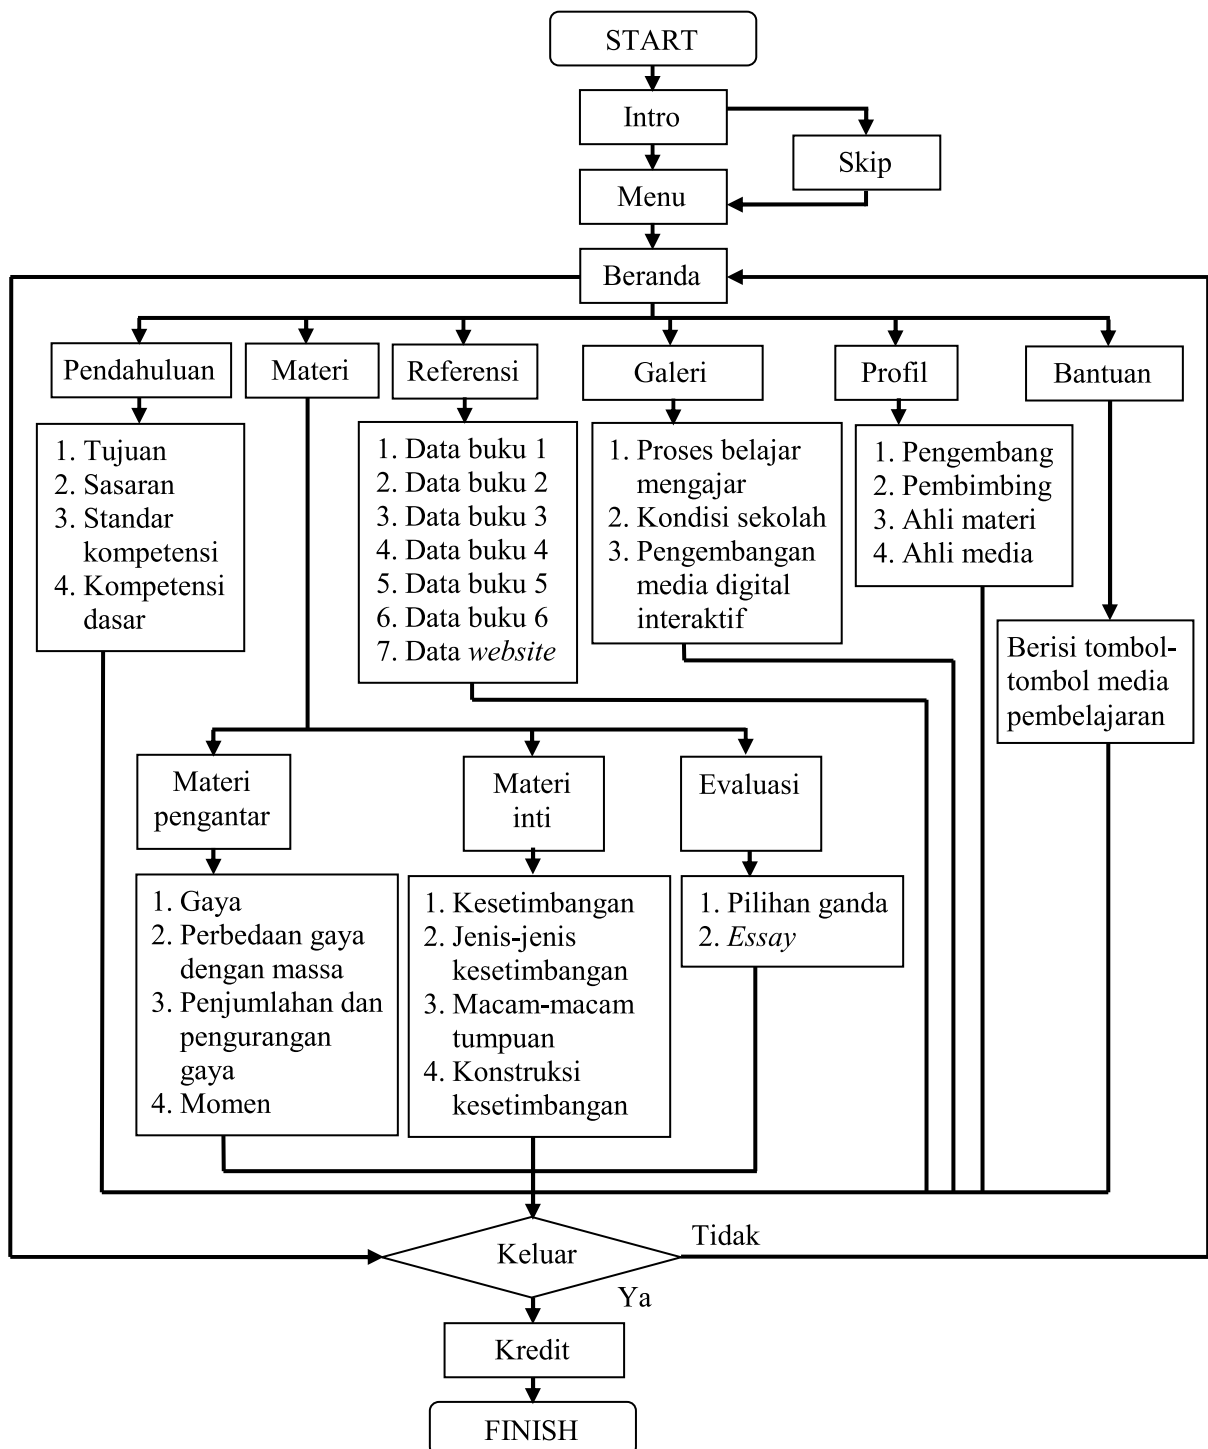 START
Intro
Skip
Menu
Beranda
Pendahuluan
Materi
Referensi
Galeri
Profil
Bantuan
1. Tujuan
2. Sasaran
3. Standar
kompetensi
4. Kompetensi
dasar
1. Data buku 1
2. Data buku 2
3. Data buku 3
4. Data buku 4
5. Data buku 5
6. Data buku 6
7. Data website
1. Proses belajar
mengajar
2. Kondisi sekolah
3. Pengembangan
media digital
interaktif
1. Pengembang
2. Pembimbing
3. Ahli materi
4. Ahli media
Berisi tombol-
tombol media
pembelajaran
Materi
pengantar
Materi
inti
Evaluasi
1. Gaya
2. Perbedaan gaya
dengan massa
3. Penjumlahan dan
pengurangan
gaya
4. Momen
1. Kesetimbangan
2. Jenis-jenis
kesetimbangan
3. Macam-macam
tumpuan
4. Konstruksi
kesetimbangan
1. Pilihan ganda
2. Essay
Keluar
Tidak
Ya
Kredit
FINISH